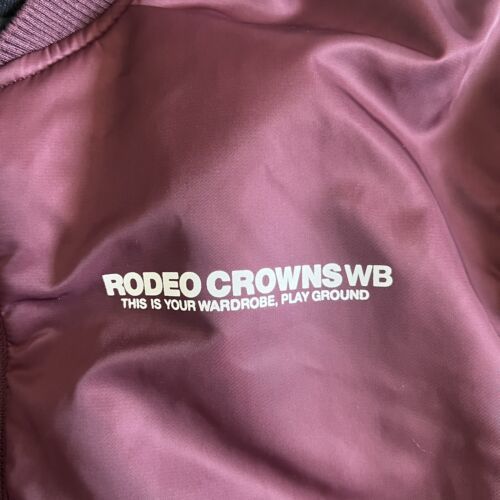 RODEO CROWNS WB
THIS IS YOUR WARDROBE, PLAY GROUND